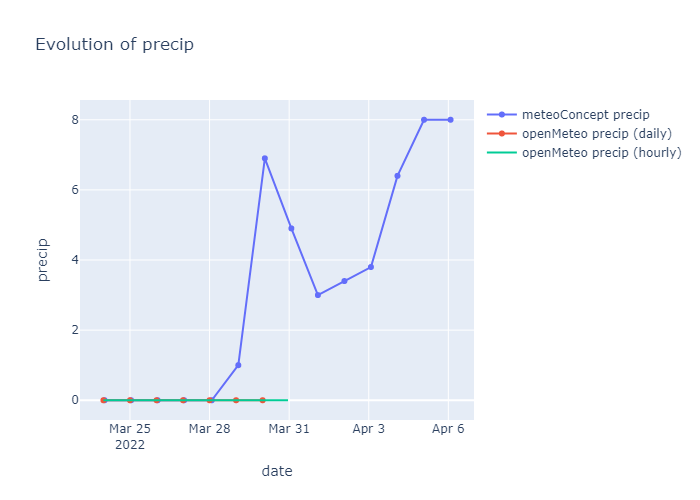 Evolution of precip
meteoConcept precip
openMeteo precip (daily)
openMeteo precip (hourly)
precip
8
6
4
2
0
Mar 25 Mar 28 Mar 31 Apr 3 Apr 6
2022
date